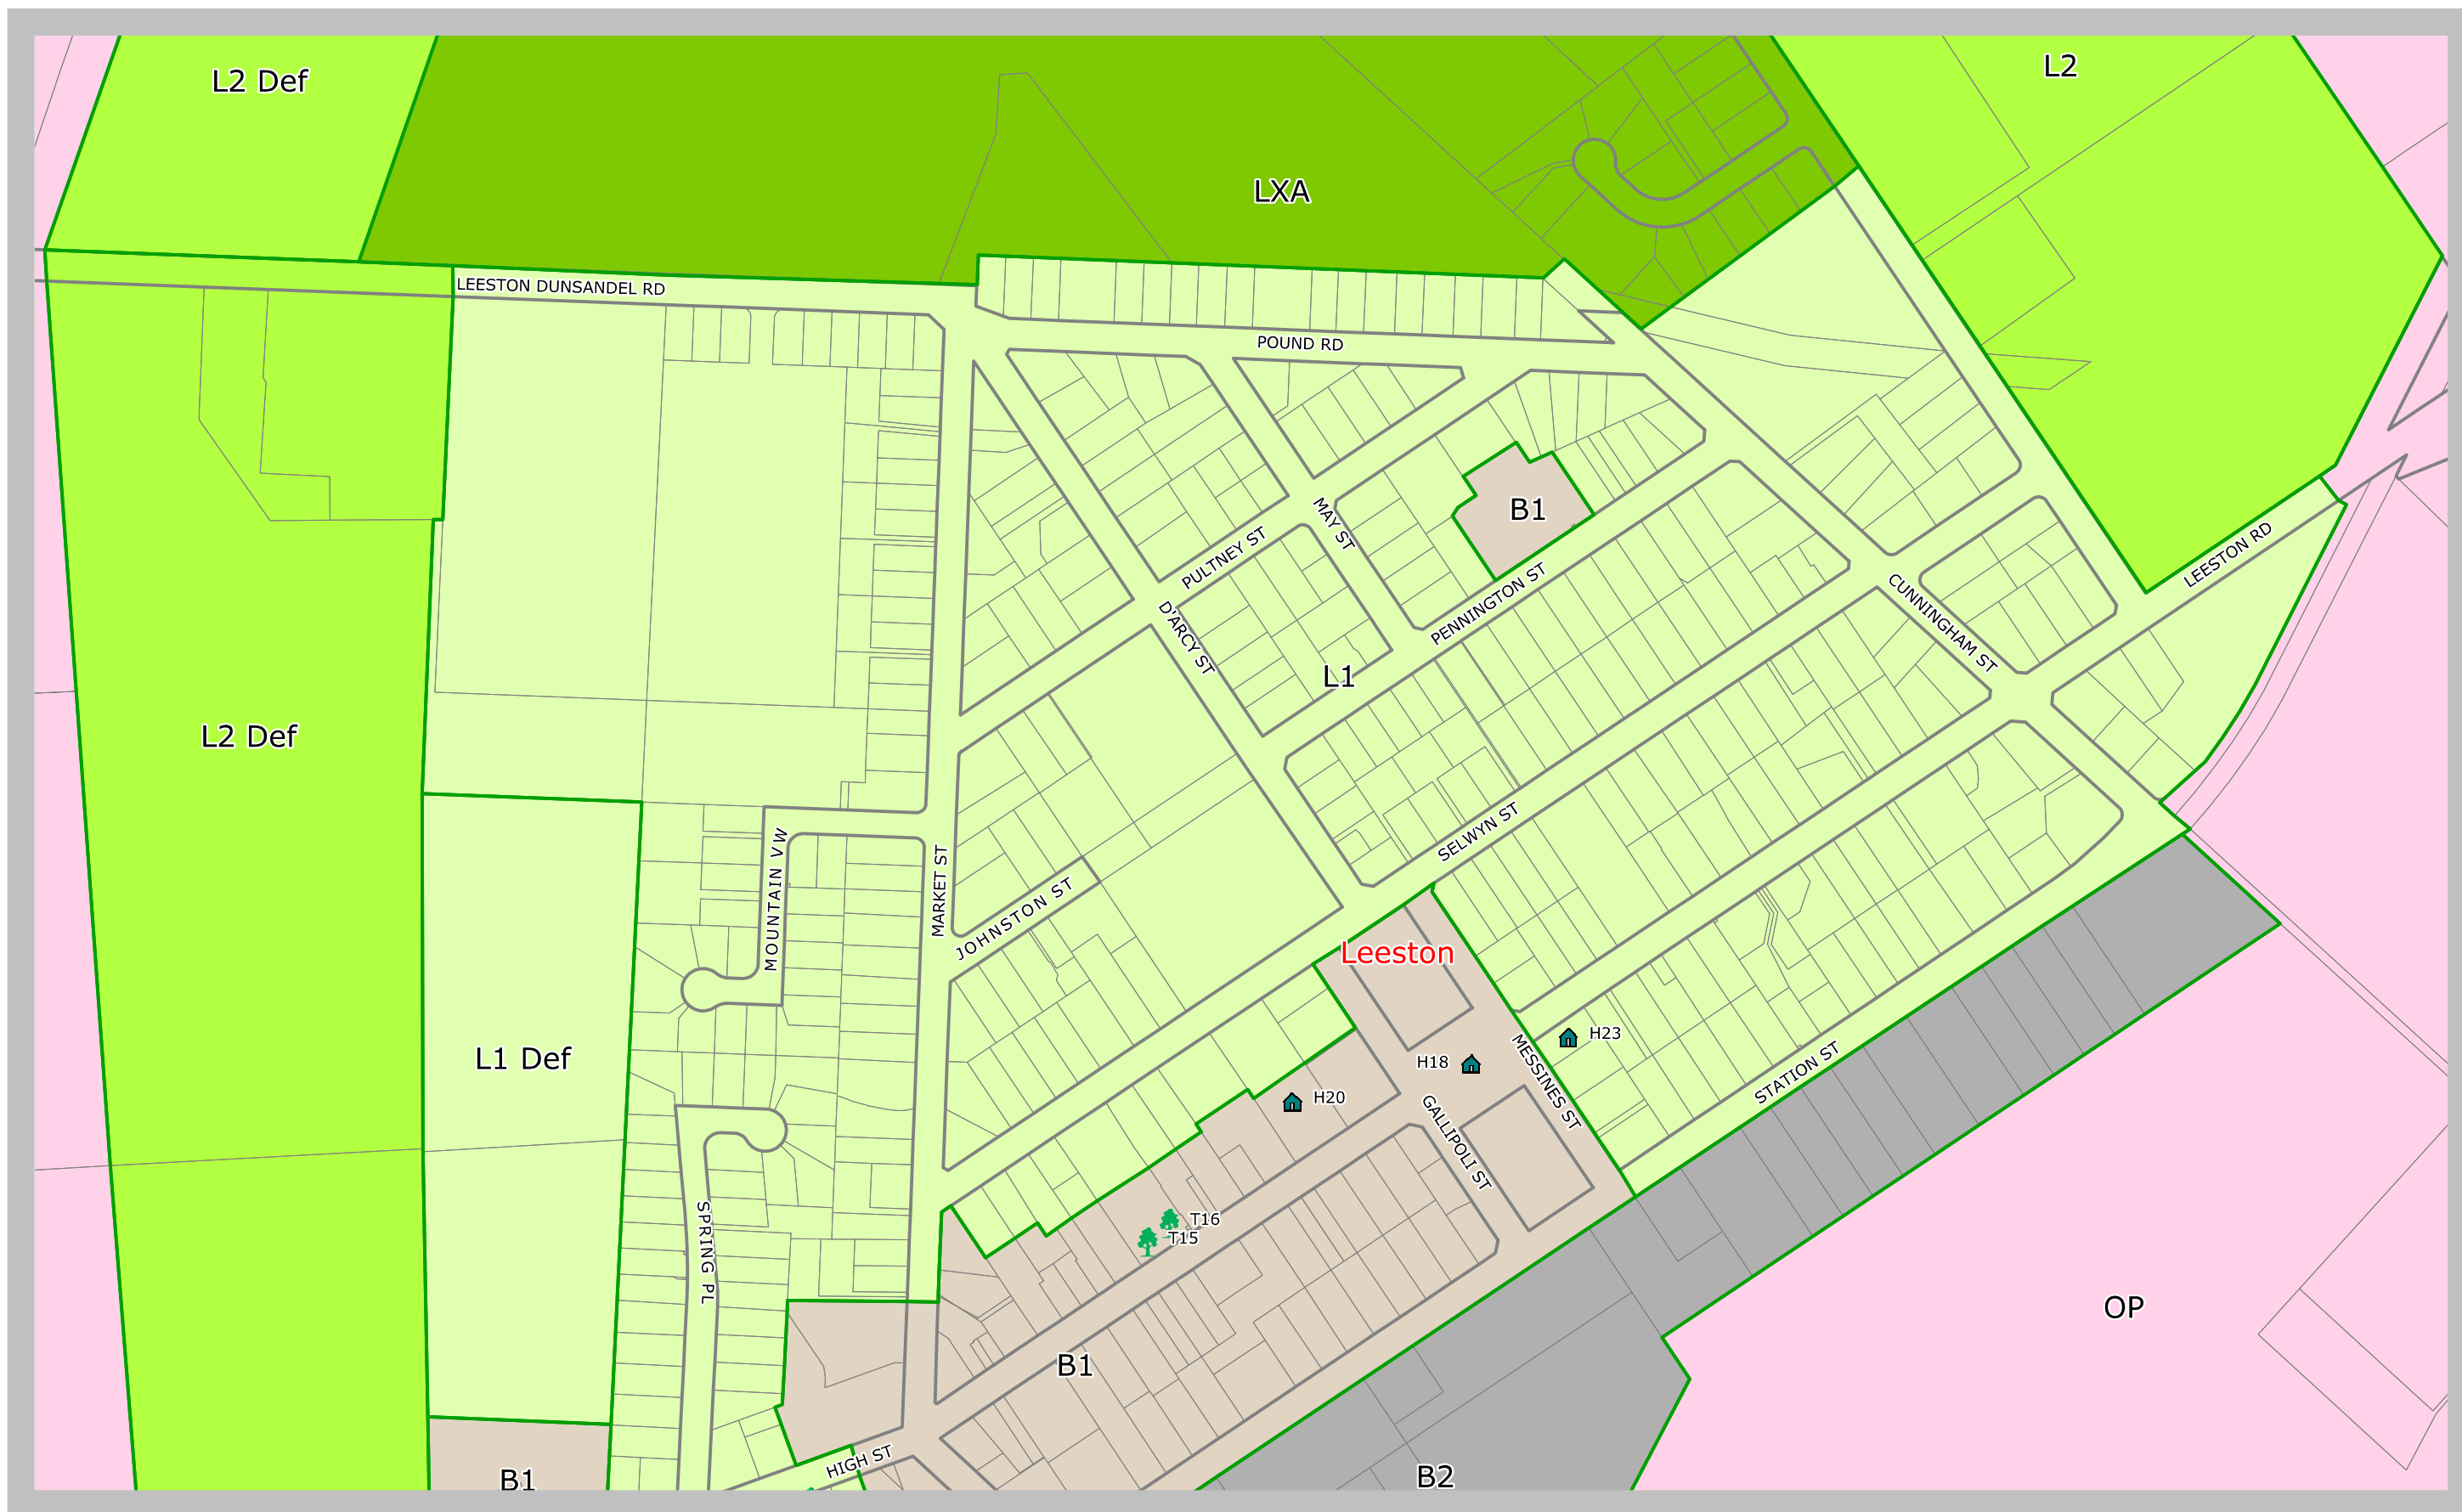 L2 Def
L2
LXA
LEESTON DUNSANDEL RD
POUND RD
B1
MAY ST
PULTNEY ST
LEESTON RD
PENNINGTON ST
CUNNINGHAM ST
D'ARCY ST
L1
L2 Def
SELWYN ST
MOUNTAIN VW
MARKET ST
JOHNSTON ST
Leeston
H23
L1 Def
H18
MESSINES ST
STATION ST
H20
GALLIPOLI ST
T16
T15
SPRING PL
OP
B1
HIGH ST
B1
B2